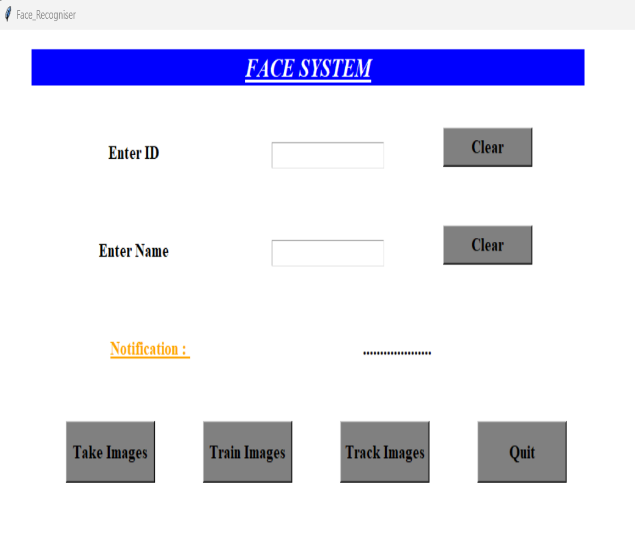 Face_Recogniser
FACE SYSTEM
Enter ID
Clear
Enter Name
Clear
Notification :
....................
Take Images
Train Images
Track Images
Quit